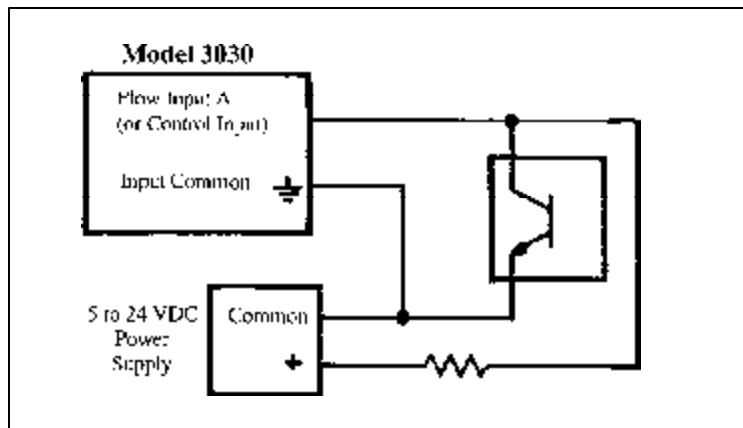 Model 3030
Flow Input A
(or Control Input)
Input Common
5 to 24 VDC
Power
Supply
Common
+